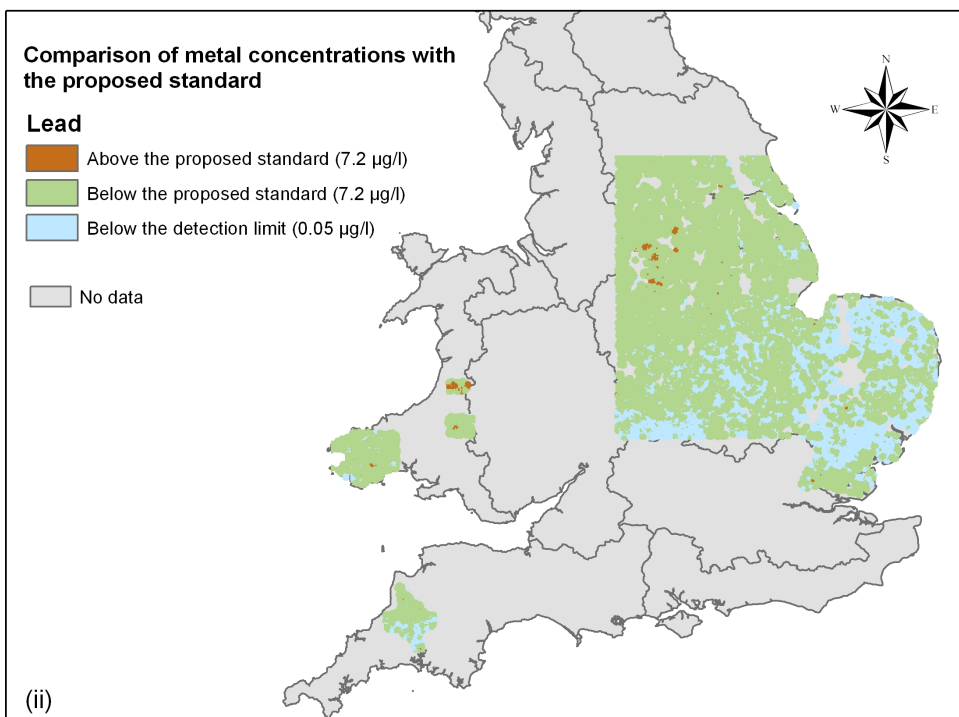 Comparison of metal concentrations with
the proposed standard
Lead
Above the proposed standard (7.2 µg/l)
Below the proposed standard (7.2 µg/l)
Below the detection limit (0.05 µg/l)
No data
N
W E
S
(ii)